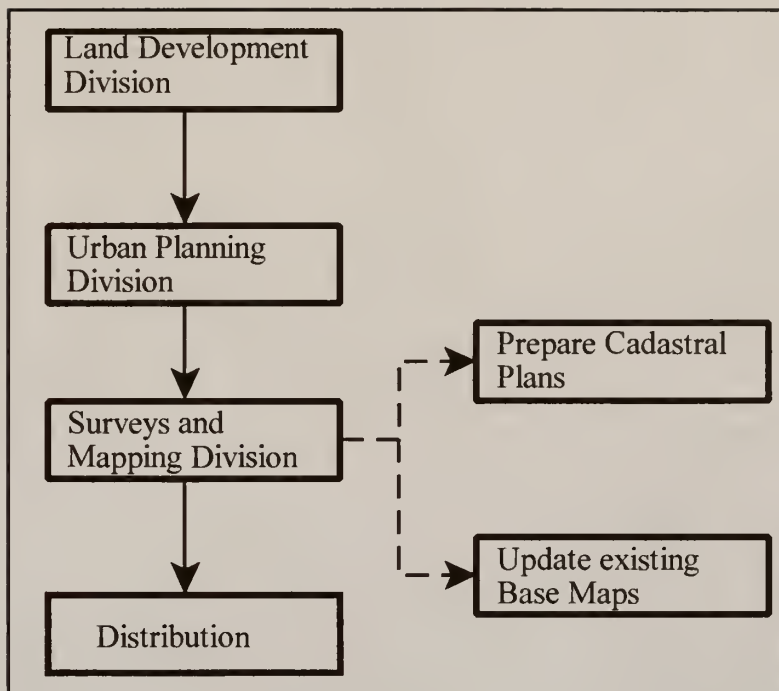 Land Development
Division
Urban Planning
Division
Surveys and
Mapping Division
Distribution
Prepare Cadastral
Plans
Update existing
Base Maps